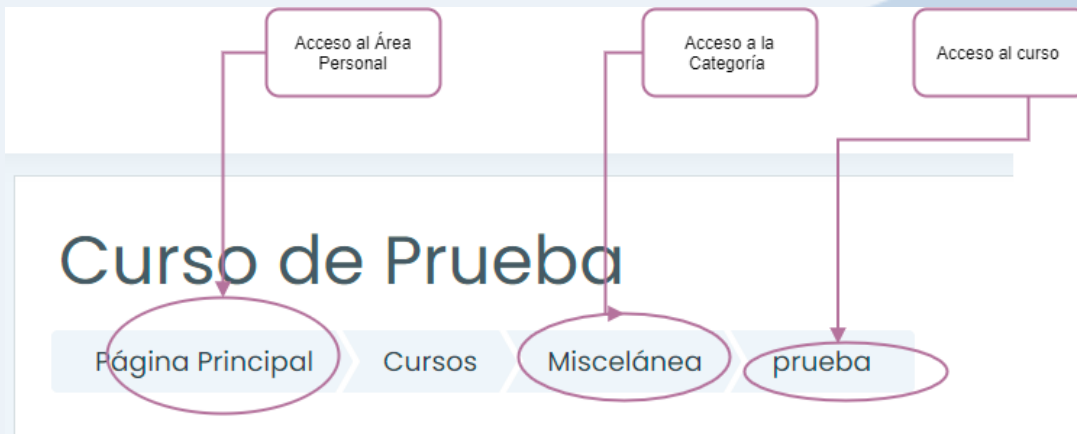 Acceso al Área
Personal
Acceso a la
Categoría
Acceso al curso
Curso de Prueba
Página Principal Cursos Miscelánea prueba